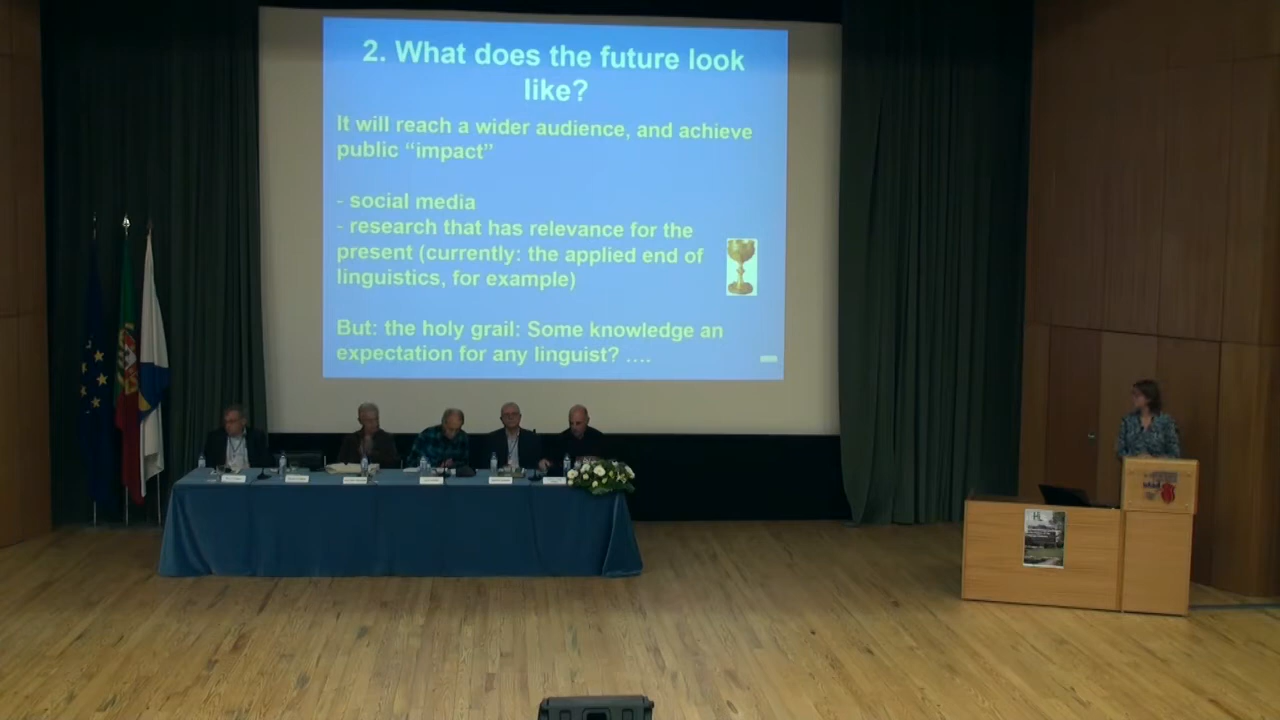 2. What does the future look
like?
It will reach a wider audience, and achieve
public “impact”
- social media
- research that has relevance for the
present (currently: the applied end of
linguistics, for example)
But: the holy grail: Some knowledge an
expectation for any linguist? ….
utad
HL